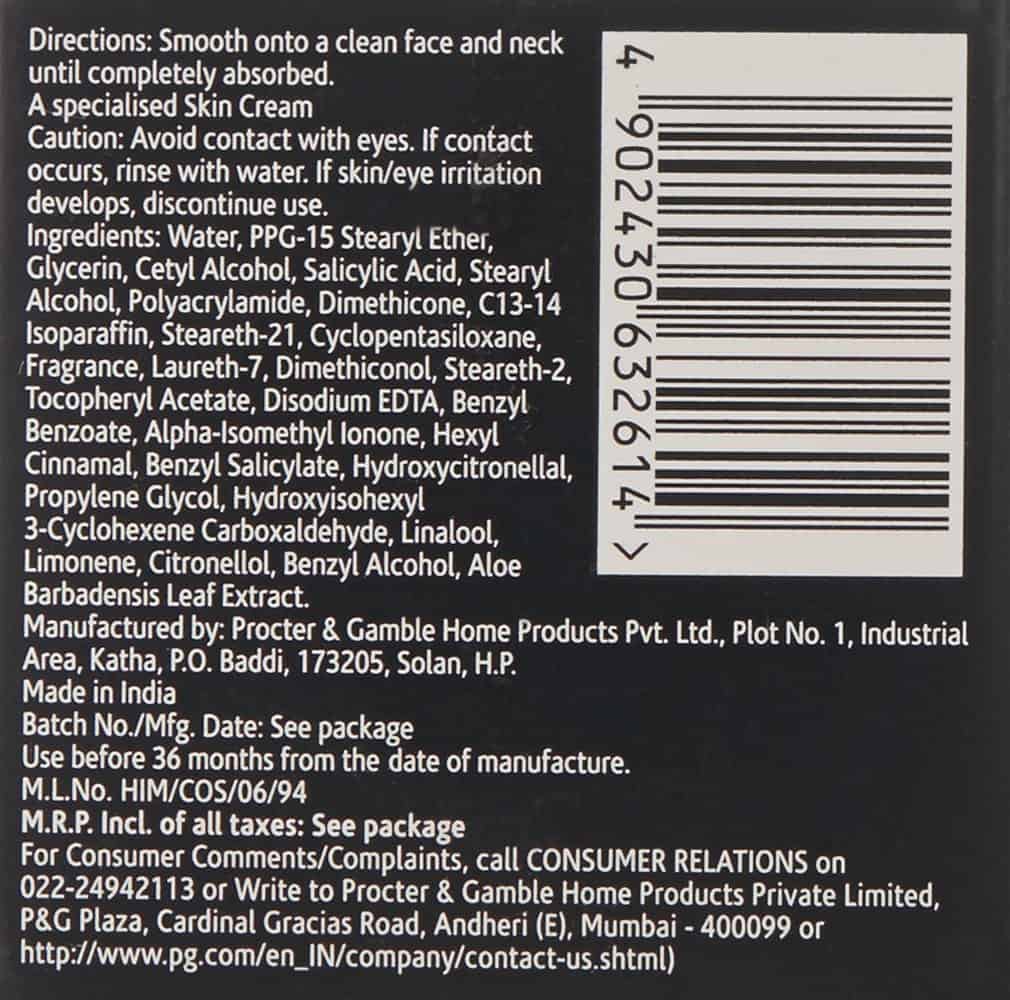 Directions: Smooth onto a clean face and neck
until completely absorbed.
A specialised Skin Cream
Caution: Avoid contact with eyes. If contact
occurs, rinse with water. If skin/eye irritation
develops, discontinue use.
Ingredients: Water, PPG-15 Stearyl Ether,
Glycerin, Cetyl Alcohol, Salicylic Acid, Stearyl
Alcohol, Polyacrylamide, Dimethicone, C13-14
Isoparaffin, Steareth-21, Cyclopentasiloxane,
Fragrance, Laureth-7, Dimethiconol, Steareth-2,
Tocopheryl Acetate, Disodium EDTA, Benzyl
Benzoate, Alpha-Isomethyl Ionone, Hexyl
Cinnamal, Benzyl Salicylate, Hydroxycitronellal,
Propylene Glycol, Hydroxyisohexyl
3-Cyclohexene Carboxaldehyde, Linalool,
Limonene, Citronellol, Benzyl Alcohol, Aloe
Barbadensis Leaf Extract.
Manufactured by: Procter & Gamble Home Products Pvt. Ltd., Plot No. 1, Industrial
Area, Katha, P.O. Baddi, 173205, Solan, H.P.
Made in India
Batch No./Mfg. Date: See package
Use before 36 months from the date of manufacture.
M.L.No. HIM/COS/06/94
M.R.P. Incl. of all taxes: See package
For Consumer Comments/Complaints, call CONSUMER RELATIONS on
022-24942113 or Write to Procter & Gamble Home Products Private Limited,
P&G Plaza, Cardinal Gracias Road, Andheri (E), Mumbai - 400099 or
http://www.pg.com/en_IN/company/contact-us.shtml)
4 902430 632614 >